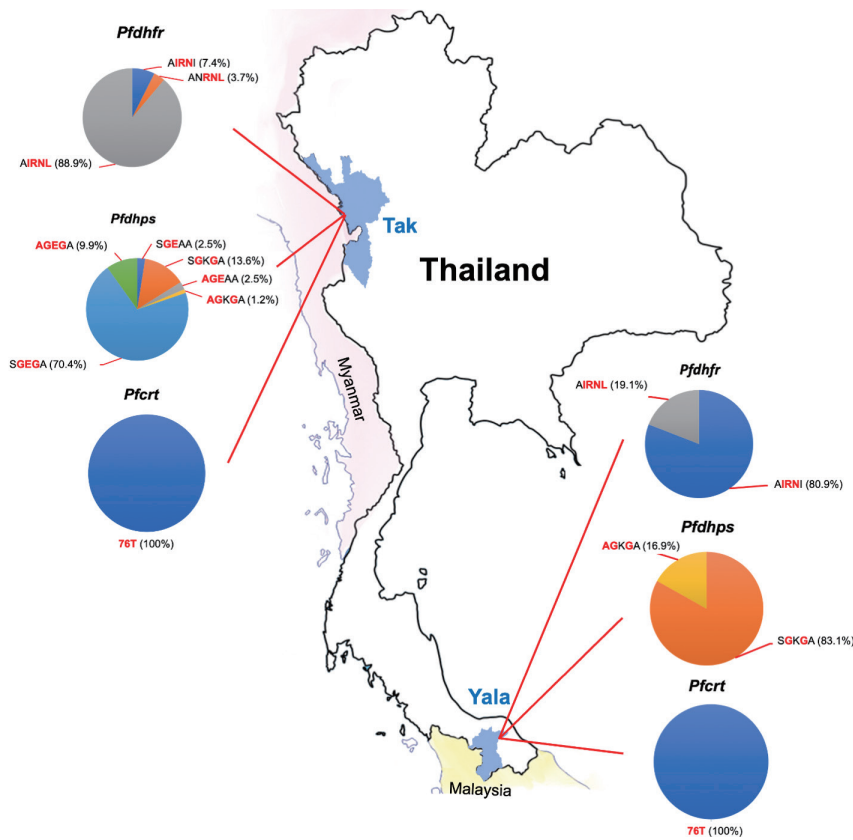 Pfdhfr
AIRNI (7.4%)
ANRNL (3.7%)
AIRNL (88.9%)
Pfdhps
AGEGA (9.9%)
SGEAA (2.5%)
SGKGA (13.6%)
AGEAA (2.5%)
AGKGA (1.2%)
SGEGA (70.4%)
Pfcrt
76T (100%)
Tak
Thailand
Myanmar
Pfdhfr
AIRNL (19.1%)
AIRNI (80.9%)
Pfdhps
AGKGA (16.9%)
SGKGA (83.1%)
Pfcrt
76T (100%)
Yala
Malaysia